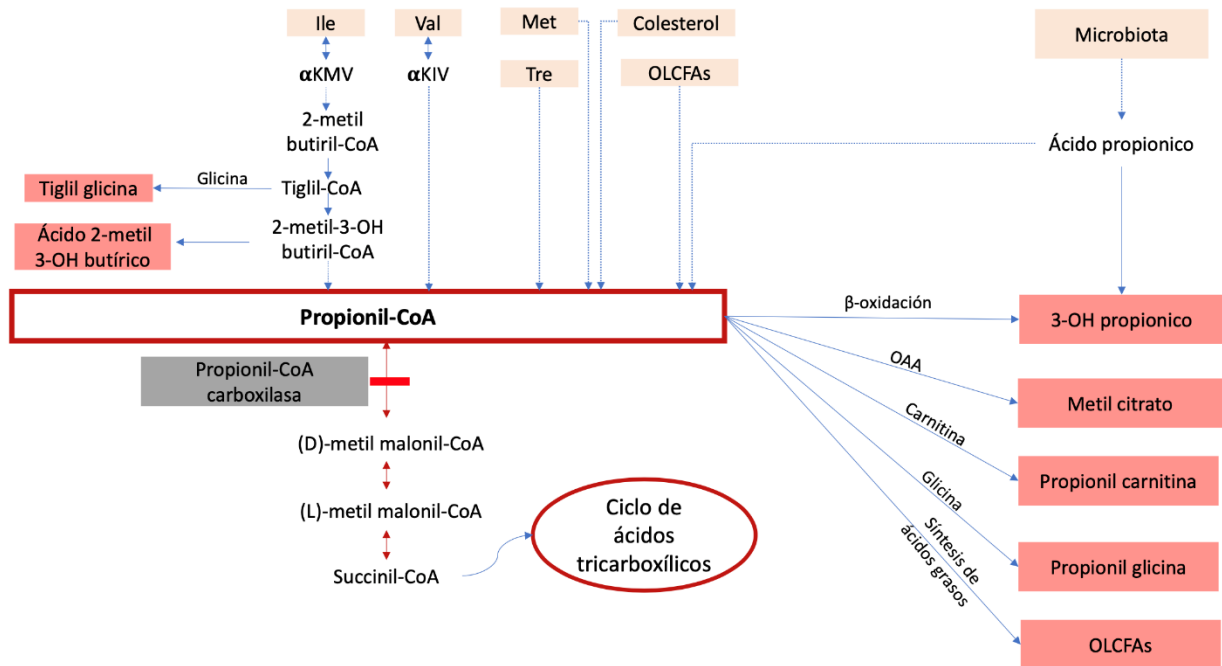 Ile
Val
Met
Colesterol
Microbiota
αKMV
αKIV
Tre
OLCFAs
2-metil
butiril-CoA
Ácido propionico
Glicina
Tiglil glicina
Tiglil-CoA
Ácido 2-metil
3-OH butírico
2-metil-3-OH
butiril-CoA
Propionil-CoA
β-oxidación
3-OH propionico
Propionil-CoA
carboxilasa
OAA
Metil citrato
Carnitina
(D)-metil malonil-CoA
Propionil carnitina
Glicina
(L)-metil malonil-CoA
Ciclo de
ácidos
tricarboxílicos
Síntesis de
ácidos grasos
Propionil glicina
Succinil-CoA
OLCFAs